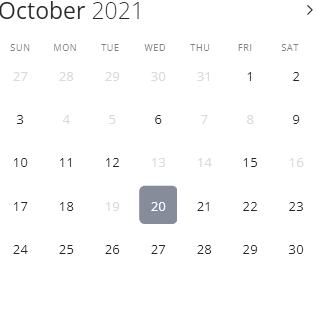 October 2021
SUN MON TUE WED THU FRI SAT
27 28 29 30 31 1 2
3 4 5 6 7 8 9
10 11 12 13 14 15 16
17 18 19 20 21 22 23
24 25 26 27 28 29 30